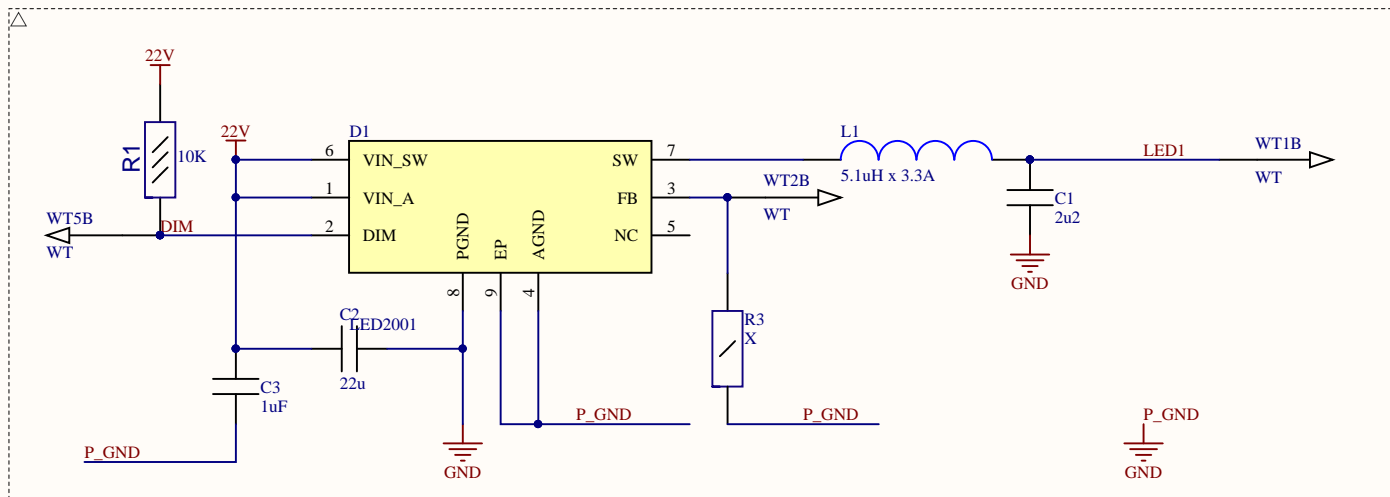 22V
R1
10K
22V
D1
6
VIN_SW
1
VIN_A
2
DIM
SW
7
FB
3
NC
5
PGND
EP
AGND
8
9
4
WT5B
DIM
WT
L1
5.1uH x 3.3A
LED1
WT1B
WT
WT2B
WT
C1
2u2
GND
C2
LED2001
22u
C3
1uF
P_GND
GND
P_GND
R3
X
P_GND
P_GND
GND